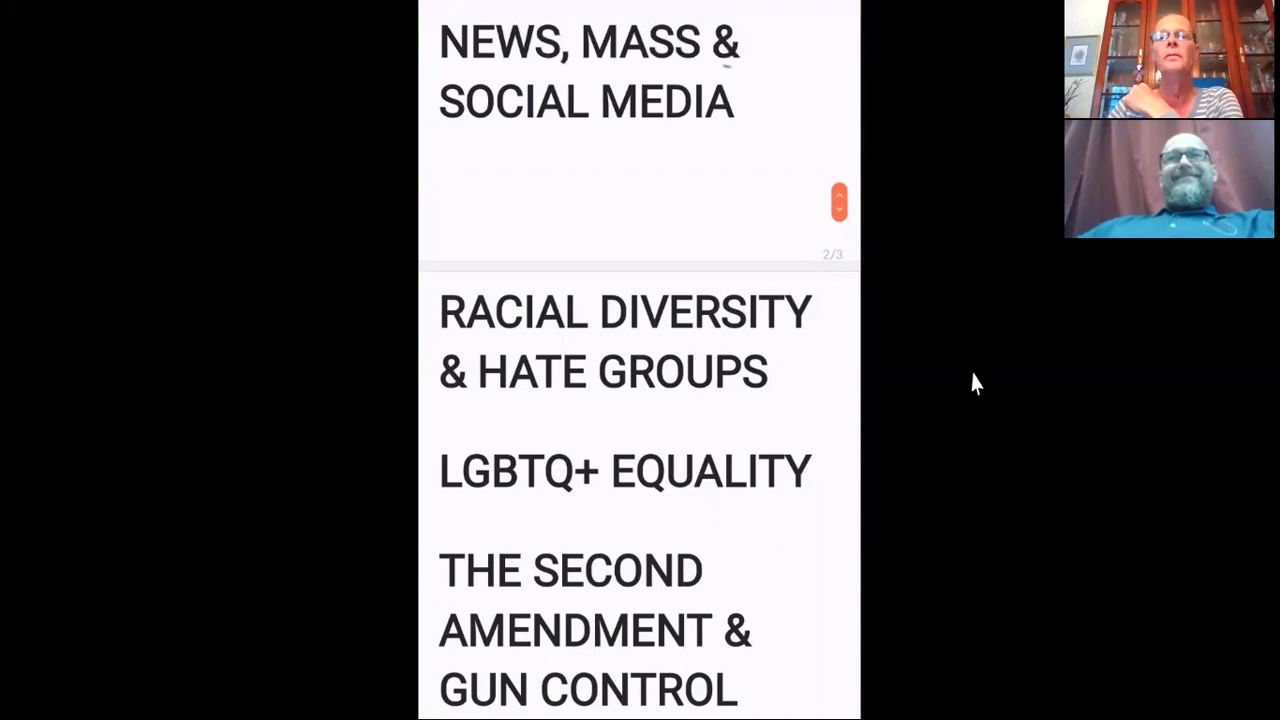 NEWS, MASS &
SOCIAL MEDIA
2/3
RACIAL DIVERSITY
& HATE GROUPS
LGBTQ+ EQUALITY
THE SECOND
AMENDMENT &
GUN CONTROL